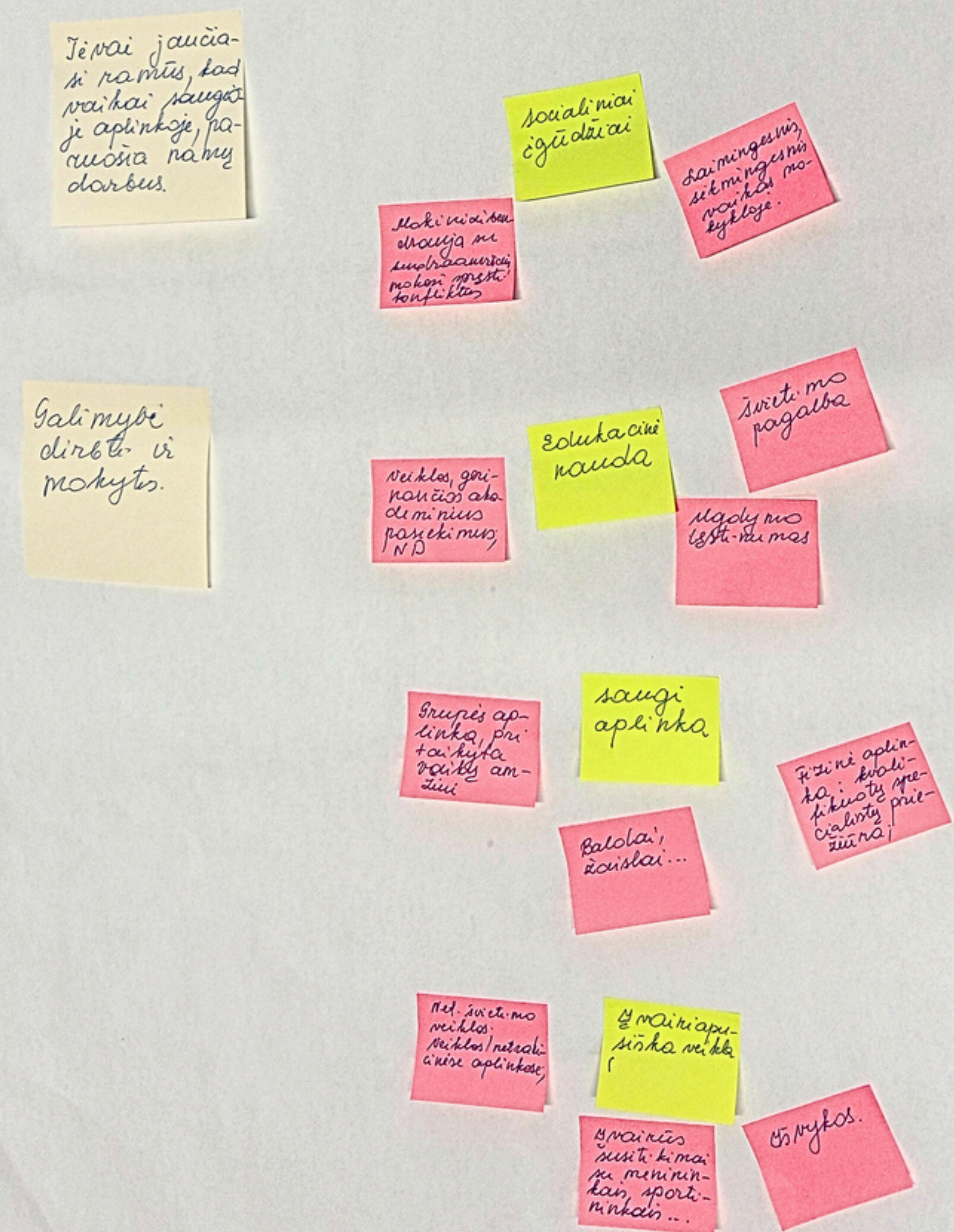 Tėvai jaučia-
si ramūs, kad
vaikai saugio
je aplinkoje, pa-
ruošia namų
darbus.
socialiniai
įgūdžiai
Laimingesnis,
sėkmingesnis
vaikas mo-
kykloje.
Mokiniai ben
drauja su
bendraamžiais
mokosi spręsti
konfliktus
Galimybė
dirbti ir
mokytis.
Edukacinė
nauda
švietimo
pagalba
Veiklos, geri-
nančios aka
deminius
pasiekimus,
ND
Ugdymo
tęstinumas
saugi
aplinka
Grupės ap-
linka, pri
taikyta
vaikų am-
žiui
Fizinė aplin-
ka: kvali-
fikuotų spe-
cialistų prie-
žiūra;
Baldai,
žaislai...
Nef. švietimo
veiklos.
veiklos/netradi-
cinėse aplinkose,
Įvairiapu-
siška veikla
Įvairūs
susitikimai
su meninin-
kais, sporti-
ninkais...
Išvykos.